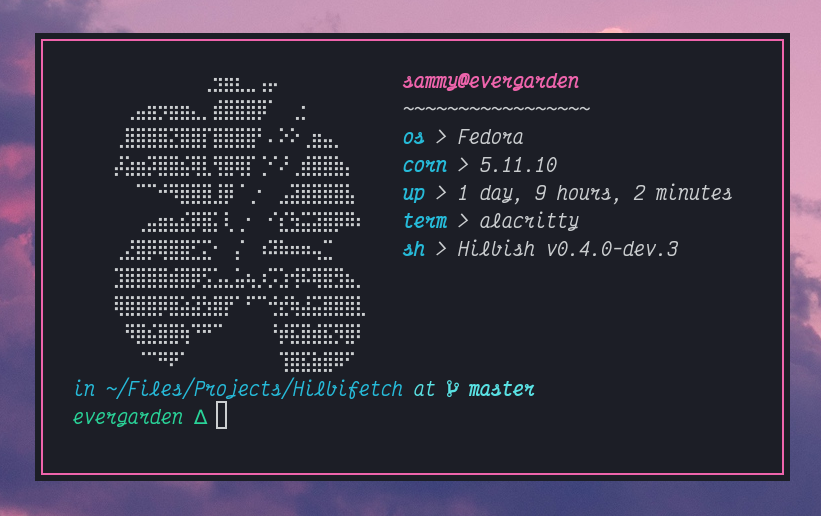 sammy@evergarden
~~~~~~~~~~~~~~~~~
os > Fedora
corn > 5.11.10
up > 1 day, 9 hours, 2 minutes
term > alacritty
sh > Hilbish v0.4.0-dev.3
in ~/Files/Projects/Hilbifetch at master
evergarden Δ